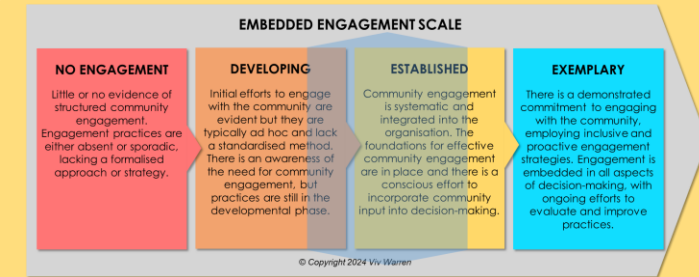 EMBEDDED ENGAGEMENT SCALE
NO ENGAGEMENT
Little or no evidence of
structured community
engagement.
Engagement practices are
either absent or sporadic,
lacking a formalised
approach or strategy.
DEVELOPING
Initial efforts to engage
with the community are
evident but they are
typically ad hoc and lack
a standardised method.
There is an awareness of
the need for community
engagement, but
practices are still in the
developmental phase.
ESTABLISHED
Community engagement
is systematic and
integrated into the
organisation. The
foundations for effective
community engagement
are in place and there is a
conscious effort to
incorporate community
input into decision-making.
EXEMPLARY
There is a demonstrated
commitment to engaging
with the community,
employing inclusive and
proactive engagement
strategies. Engagement is
embedded in all aspects
of decision-making, with
ongoing efforts to
evaluate and improve
practices.
© Copyright 2024 Viv Warren